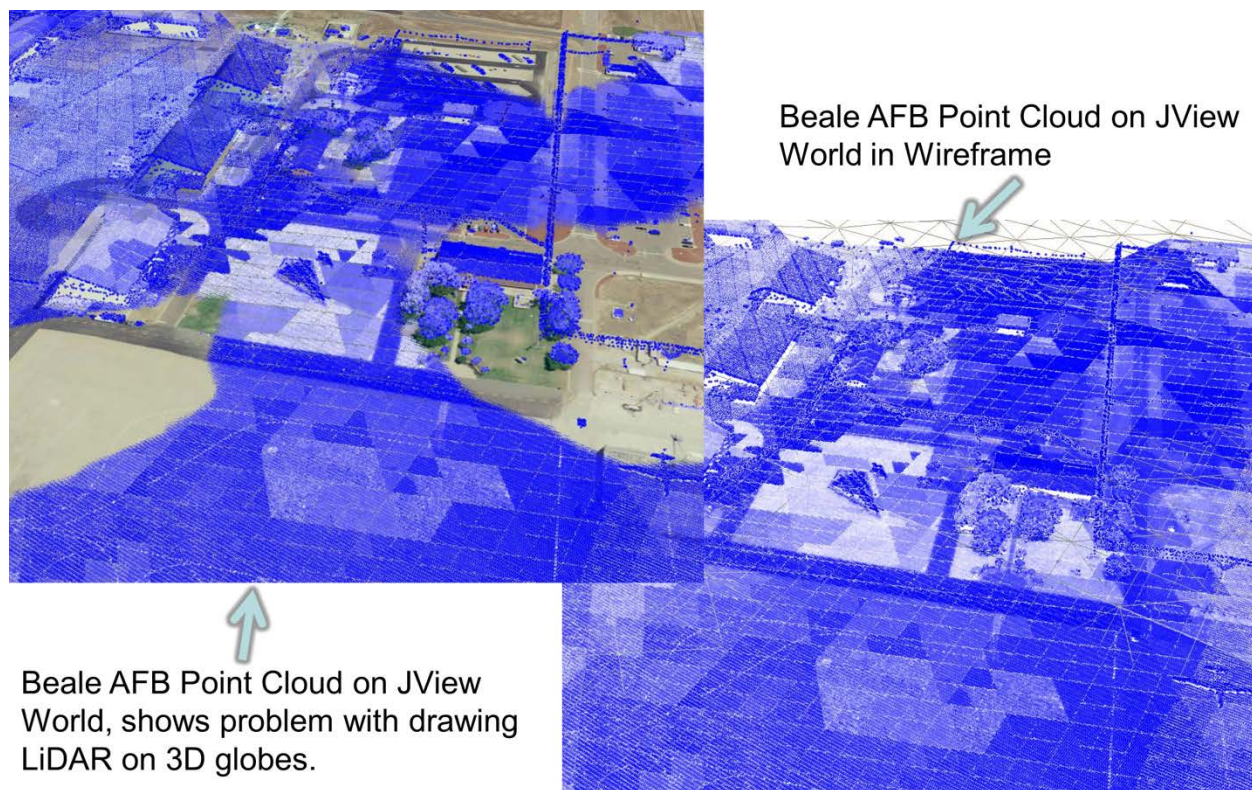 Beale AFB Point Cloud on JView
World in Wireframe
Beale AFB Point Cloud on JView
World, shows problem with drawing
LiDAR on 3D globes.